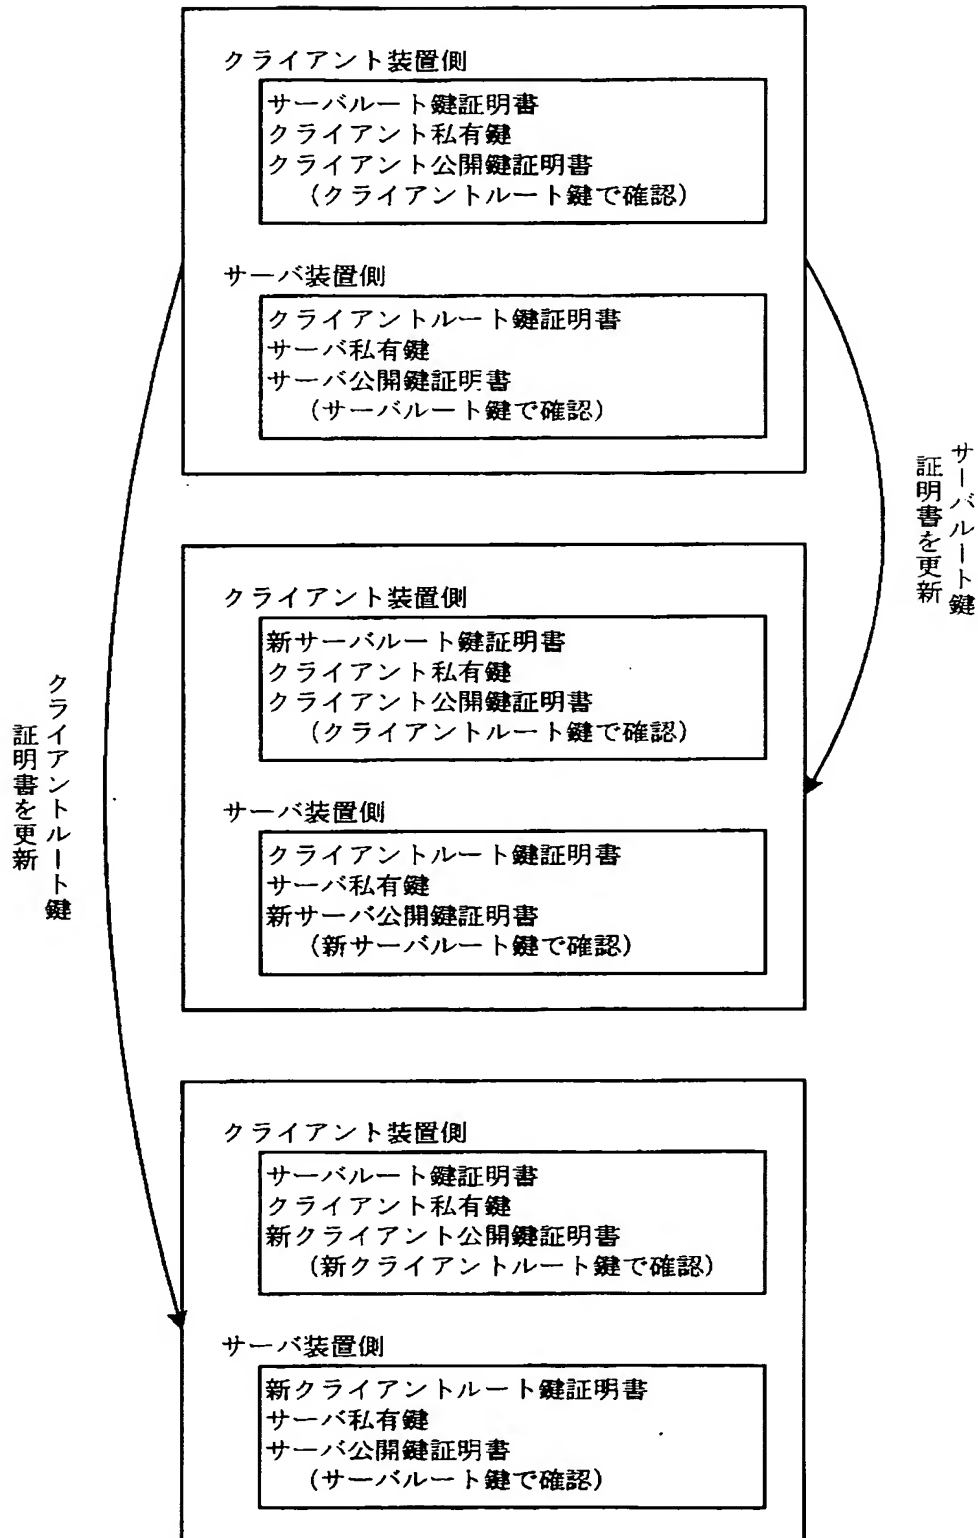 クライアント装置側
サーバルート鍵証明書
クライアント私有鍵
クライアント公開鍵証明書
(クライアントルート鍵で確認)
サーバ装置側
クライアントルート鍵証明書
サーバ私有鍵
サーバ公開鍵証明書
(サーバルート鍵で確認)
サーバルート鍵
証明書を更新
クライアント装置側
新サーバルート鍵証明書
クライアント私有鍵
クライアント公開鍵証明書
(クライアントルート鍵で確認)
サーバ装置側
クライアントルート鍵証明書
サーバ私有鍵
新サーバ公開鍵証明書
(新サーバルート鍵で確認)
クライアントルート鍵
証明書を更新
クライアント装置側
サーバルート鍵証明書
クライアント私有鍵
新クライアント公開鍵証明書
(新クライアントルート鍵で確認)
サーバ装置側
新クライアントルート鍵証明書
サーバ私有鍵
サーバ公開鍵証明書
(サーバルート鍵で確認)